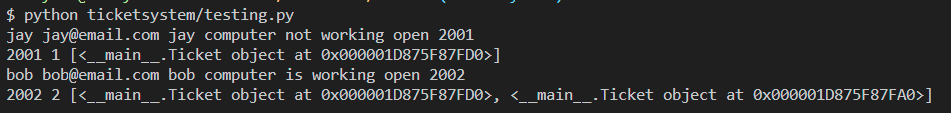 $ python ticketsystem/testing.py
jay jay@email.com jay computer not working open 2001
2001 1 [<__main__.Ticket object at 0x000001D875F87FD0>]
bob bob@email.com bob computer is working open 2002
2002 2 [<__main__.Ticket object at 0x000001D875F87FD0>, <__main__.Ticket object at 0x000001D875F87FA0>]